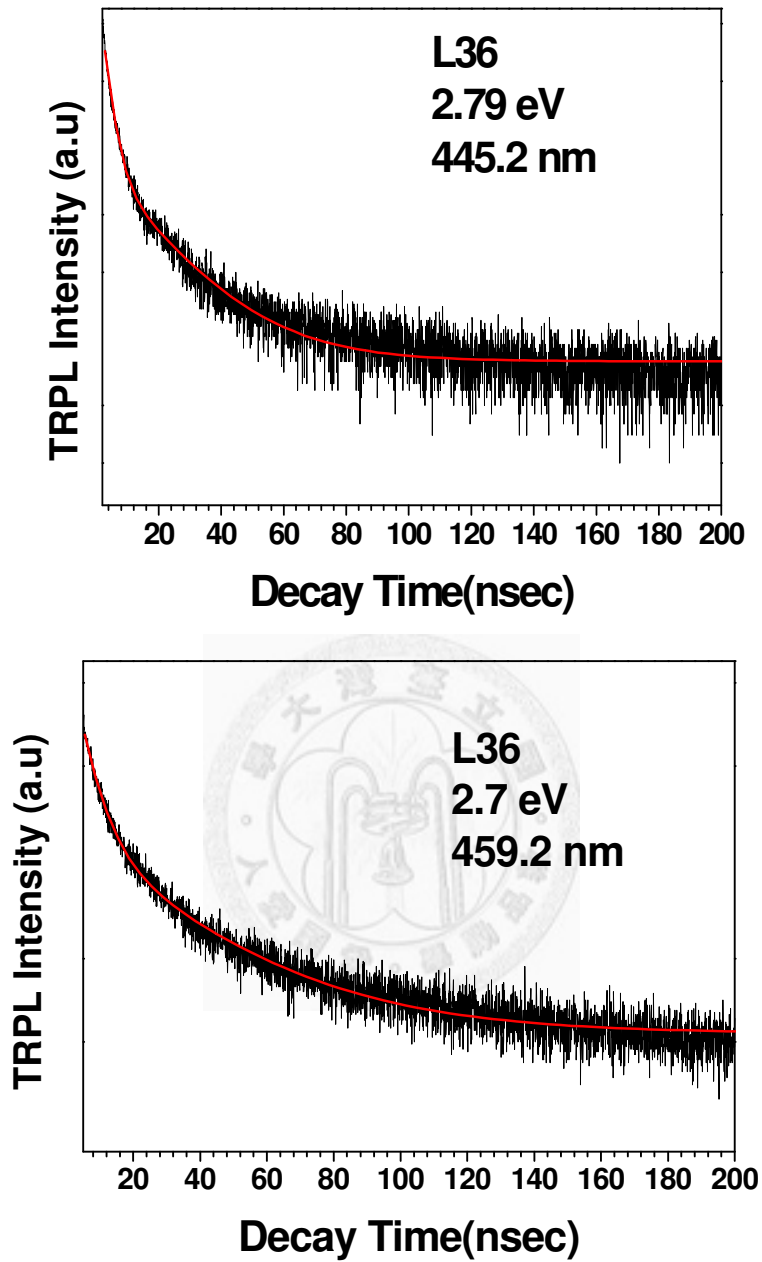 L36
2.79 eV
445.2 nm
TRPL Intensity (a.u)
20 40 60 80 100 120 140 160 180 200
Decay Time(nsec)
L36
2.7 eV
459.2 nm
TRPL Intensity (a.u)
20 40 60 80 100 120 140 160 180 200
Decay Time(nsec)